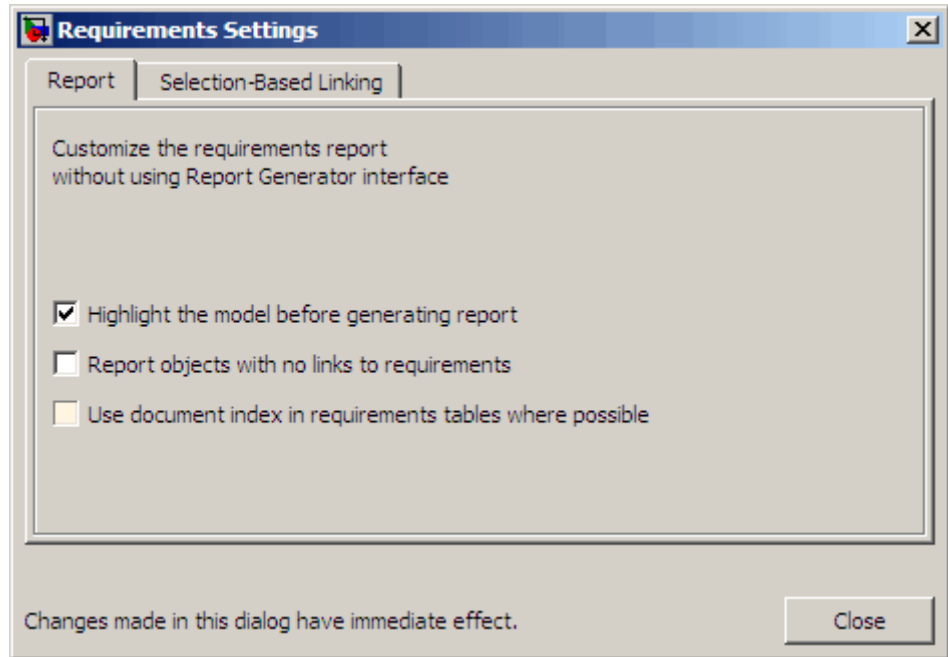 Requirements Settings
Report
Selection-Based Linking
Customize the requirements report
without using Report Generator interface
Highlight the model before generating report
Report objects with no links to requirements
Use document index in requirements tables where possible
Changes made in this dialog have immediate effect.
Close